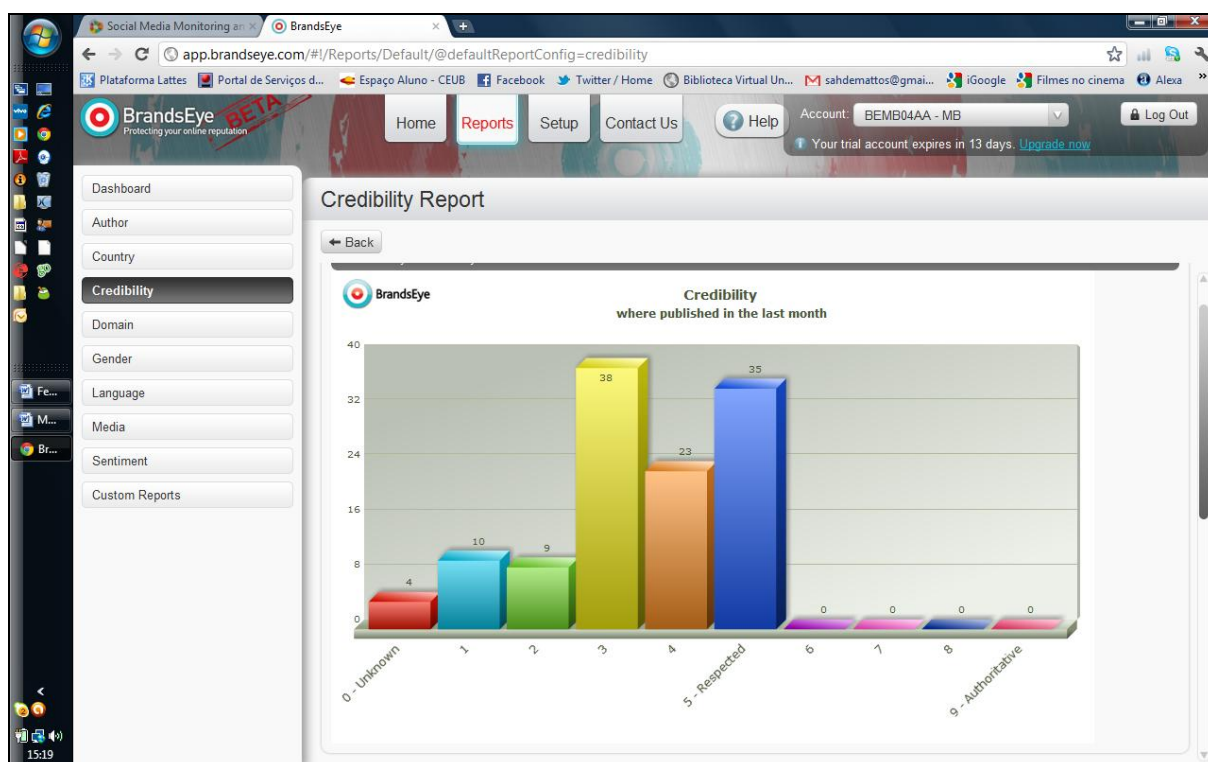 Social Media Monitoring an
BrandsEye
app.brandseye.com/#!/Reports/Default/@defaultReportConfig=credibility
Plataforma Lattes
Portal de Serviços d...
Espaço Aluno - CEUB
Facebook
Twitter / Home
Biblioteca Virtual Un...
sahdemattos@gmai...
iGoogle
Filmes no cinema
Alexa
»
BrandsEye
BETA
Protecting your online reputation
Home
Reports
Setup
Contact Us
Help
Account:
BEMB04AA - MB
Log Out
Your trial account expires in 13 days. Upgrade now
Dashboard
Author
Country
Credibility
Domain
Gender
Language
Media
Sentiment
Custom Reports
Credibility Report
Back
BrandsEye
Credibility
where published in the last month
40
32
24
16
8
0
4
10
9
38
23
35
0
0
0
0
0 - Unknown
1
2
3
4
5 - Respected
6
7
8
9 - Authoritative
Fe...
M...
Br...
15:19